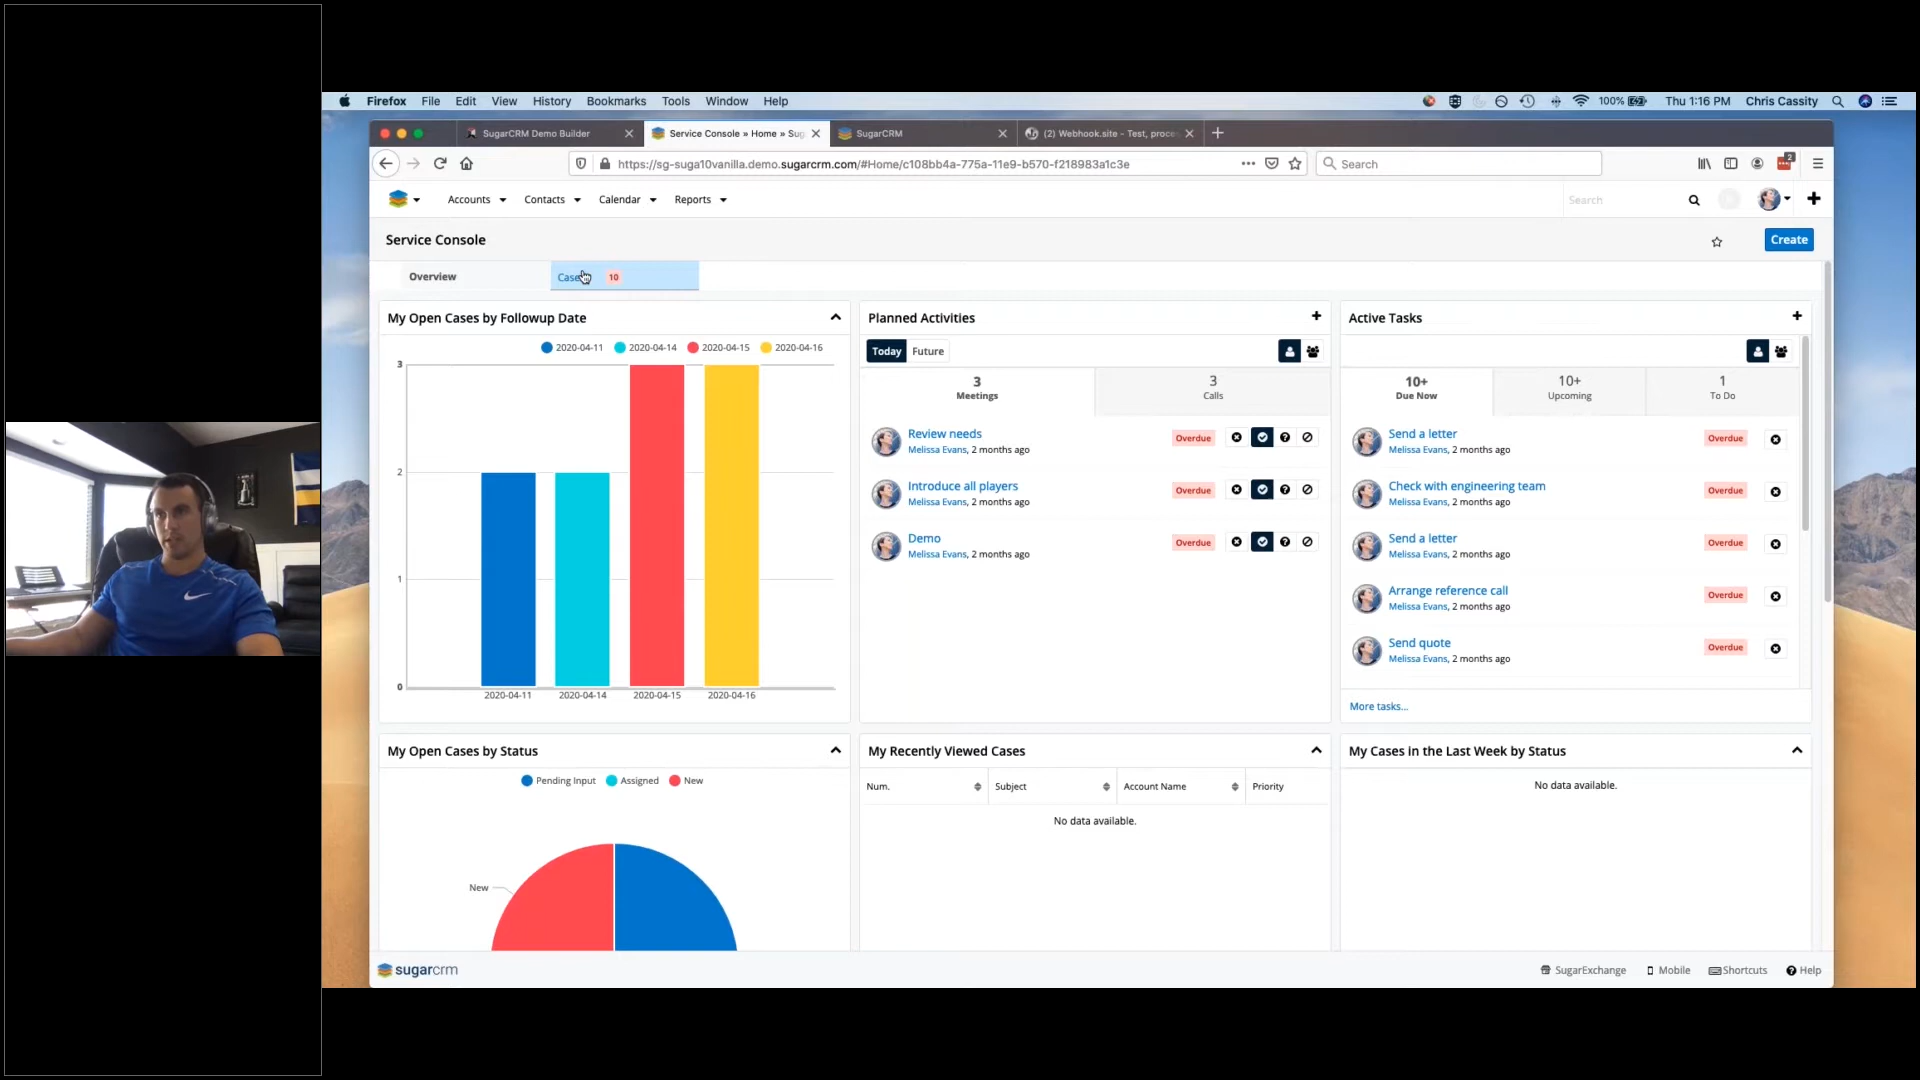 Firefox File Edit View History Bookmarks Tools Window Help 100% Thu 1:16 PM Chris Cassity
SugarCRM Demo Builder Service Console » Home » Sug SugarCRM (2) Webhook.site - Test, proce
https://sg-suga10vanilla.demo.sugarcrm.com/#Home/c108bb4a-775a-11e9-b570-f218983a1c3e Search 2
Accounts Contacts Calendar Reports Search
Service Console Create
Overview Cases 10
My Open Cases by Followup Date
2020-04-11 2020-04-14 2020-04-15 2020-04-16
3
2
1
0
2020-04-11 2020-04-14 2020-04-15 2020-04-16
Planned Activities
Today Future
3 3
Meetings Calls
Review needs Overdue
Melissa Evans, 2 months ago
Introduce all players Overdue
Melissa Evans, 2 months ago
Demo Overdue
Melissa Evans, 2 months ago
Active Tasks
10+ 10+ 1
Due Now Upcoming To Do
Send a letter Overdue
Melissa Evans, 2 months ago
Check with engineering team Overdue
Melissa Evans, 2 months ago
Send a letter Overdue
Melissa Evans, 2 months ago
Arrange reference call Overdue
Melissa Evans, 2 months ago
Send quote Overdue
Melissa Evans, 2 months ago
More tasks...
My Open Cases by Status
Pending Input Assigned New
New
My Recently Viewed Cases
Num. Subject Account Name Priority
No data available.
My Cases in the Last Week by Status
No data available.
sugarcrm SugarExchange Mobile Shortcuts Help